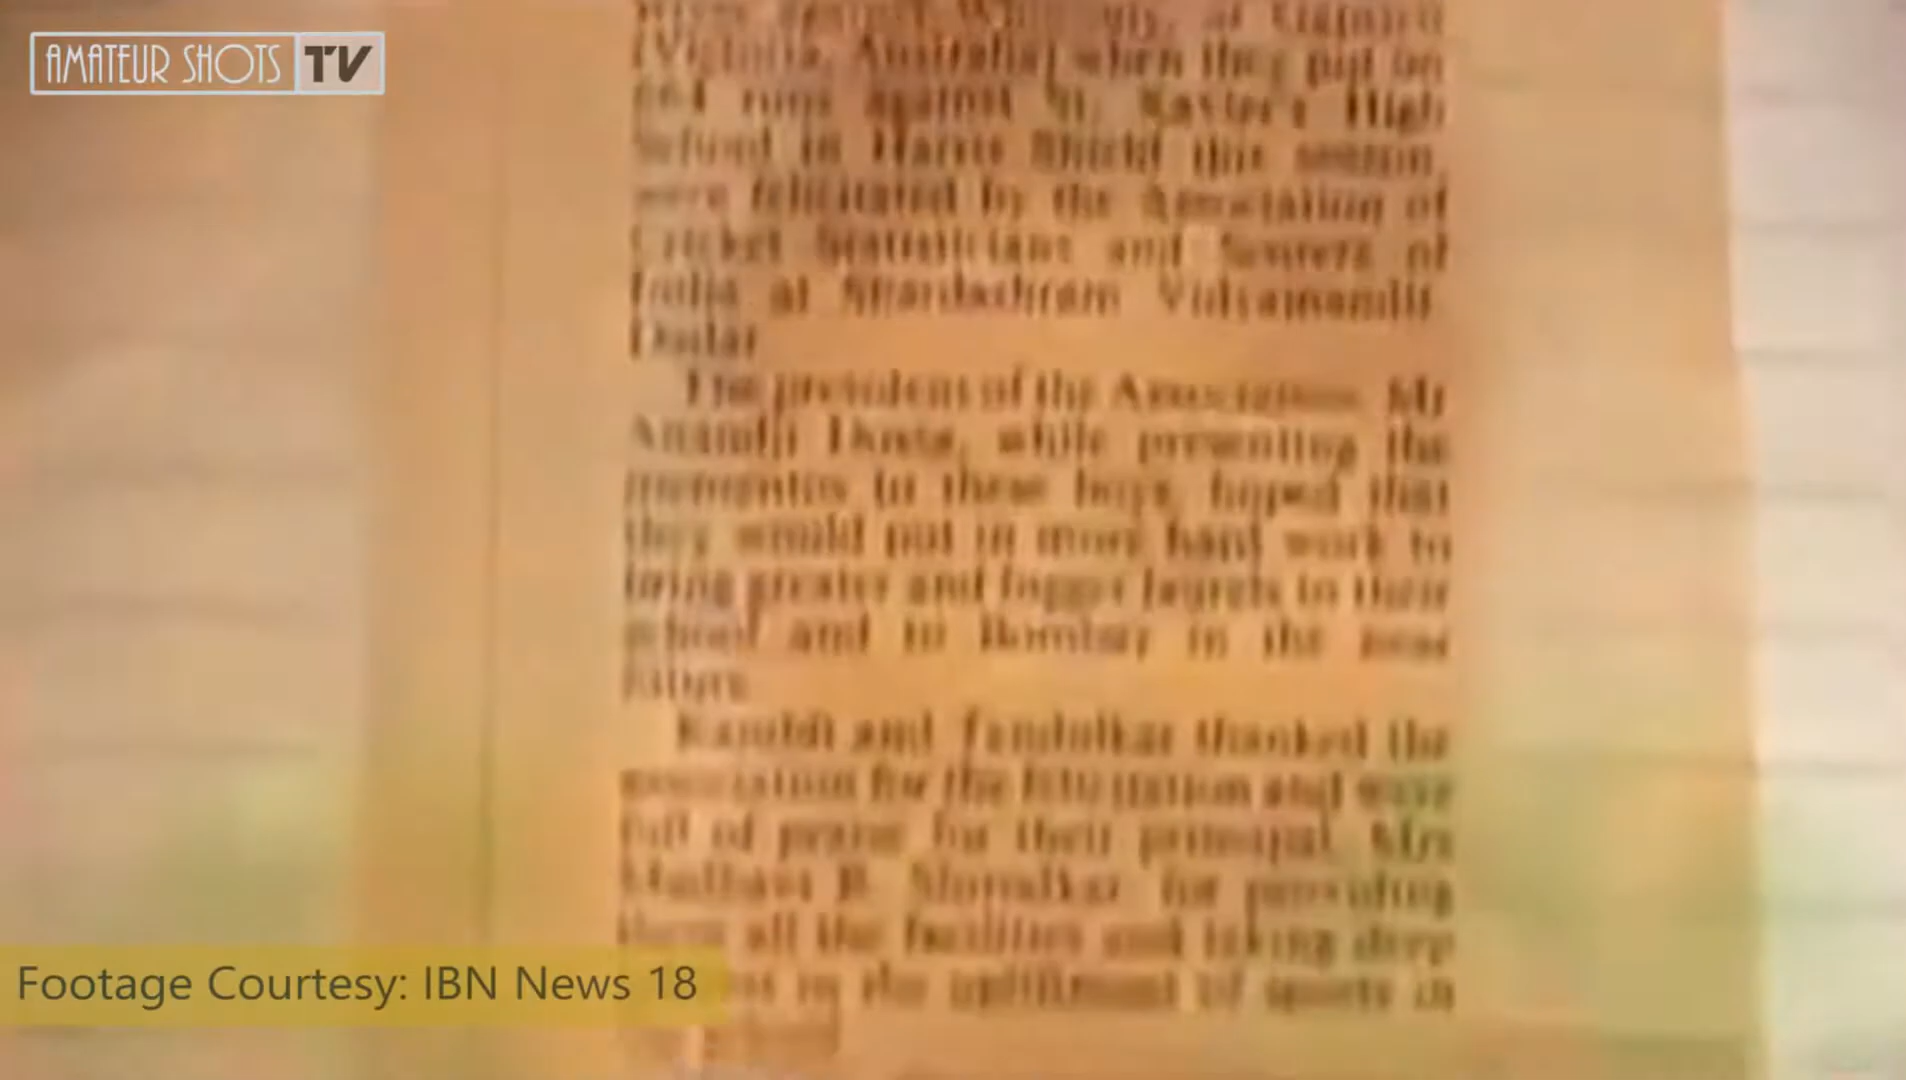 AMATEUR SHOTS TV
(Victoria, Australia) when they put on
664 runs against St. Xavier's High
School in Harris Shield this season,
were felicitated by the Association of
Cricket Statisticians and Scorers of
India at Shardashram Vidyamandir
Dadar
The president of the Association, Mr
Anandji Dossa, while presenting the
mementos to these boys, hoped that
they would put in more hard work to
bring greater and bigger laurels to their
school and to Bombay in the near
future
Kambli and Tendulkar thanked the
association for the felicitation and were
full of praise for their principal, Mrs
B. for providing
them all the facilities and taking deep
in the upliftment of sports in
Footage Courtesy: IBN News 18